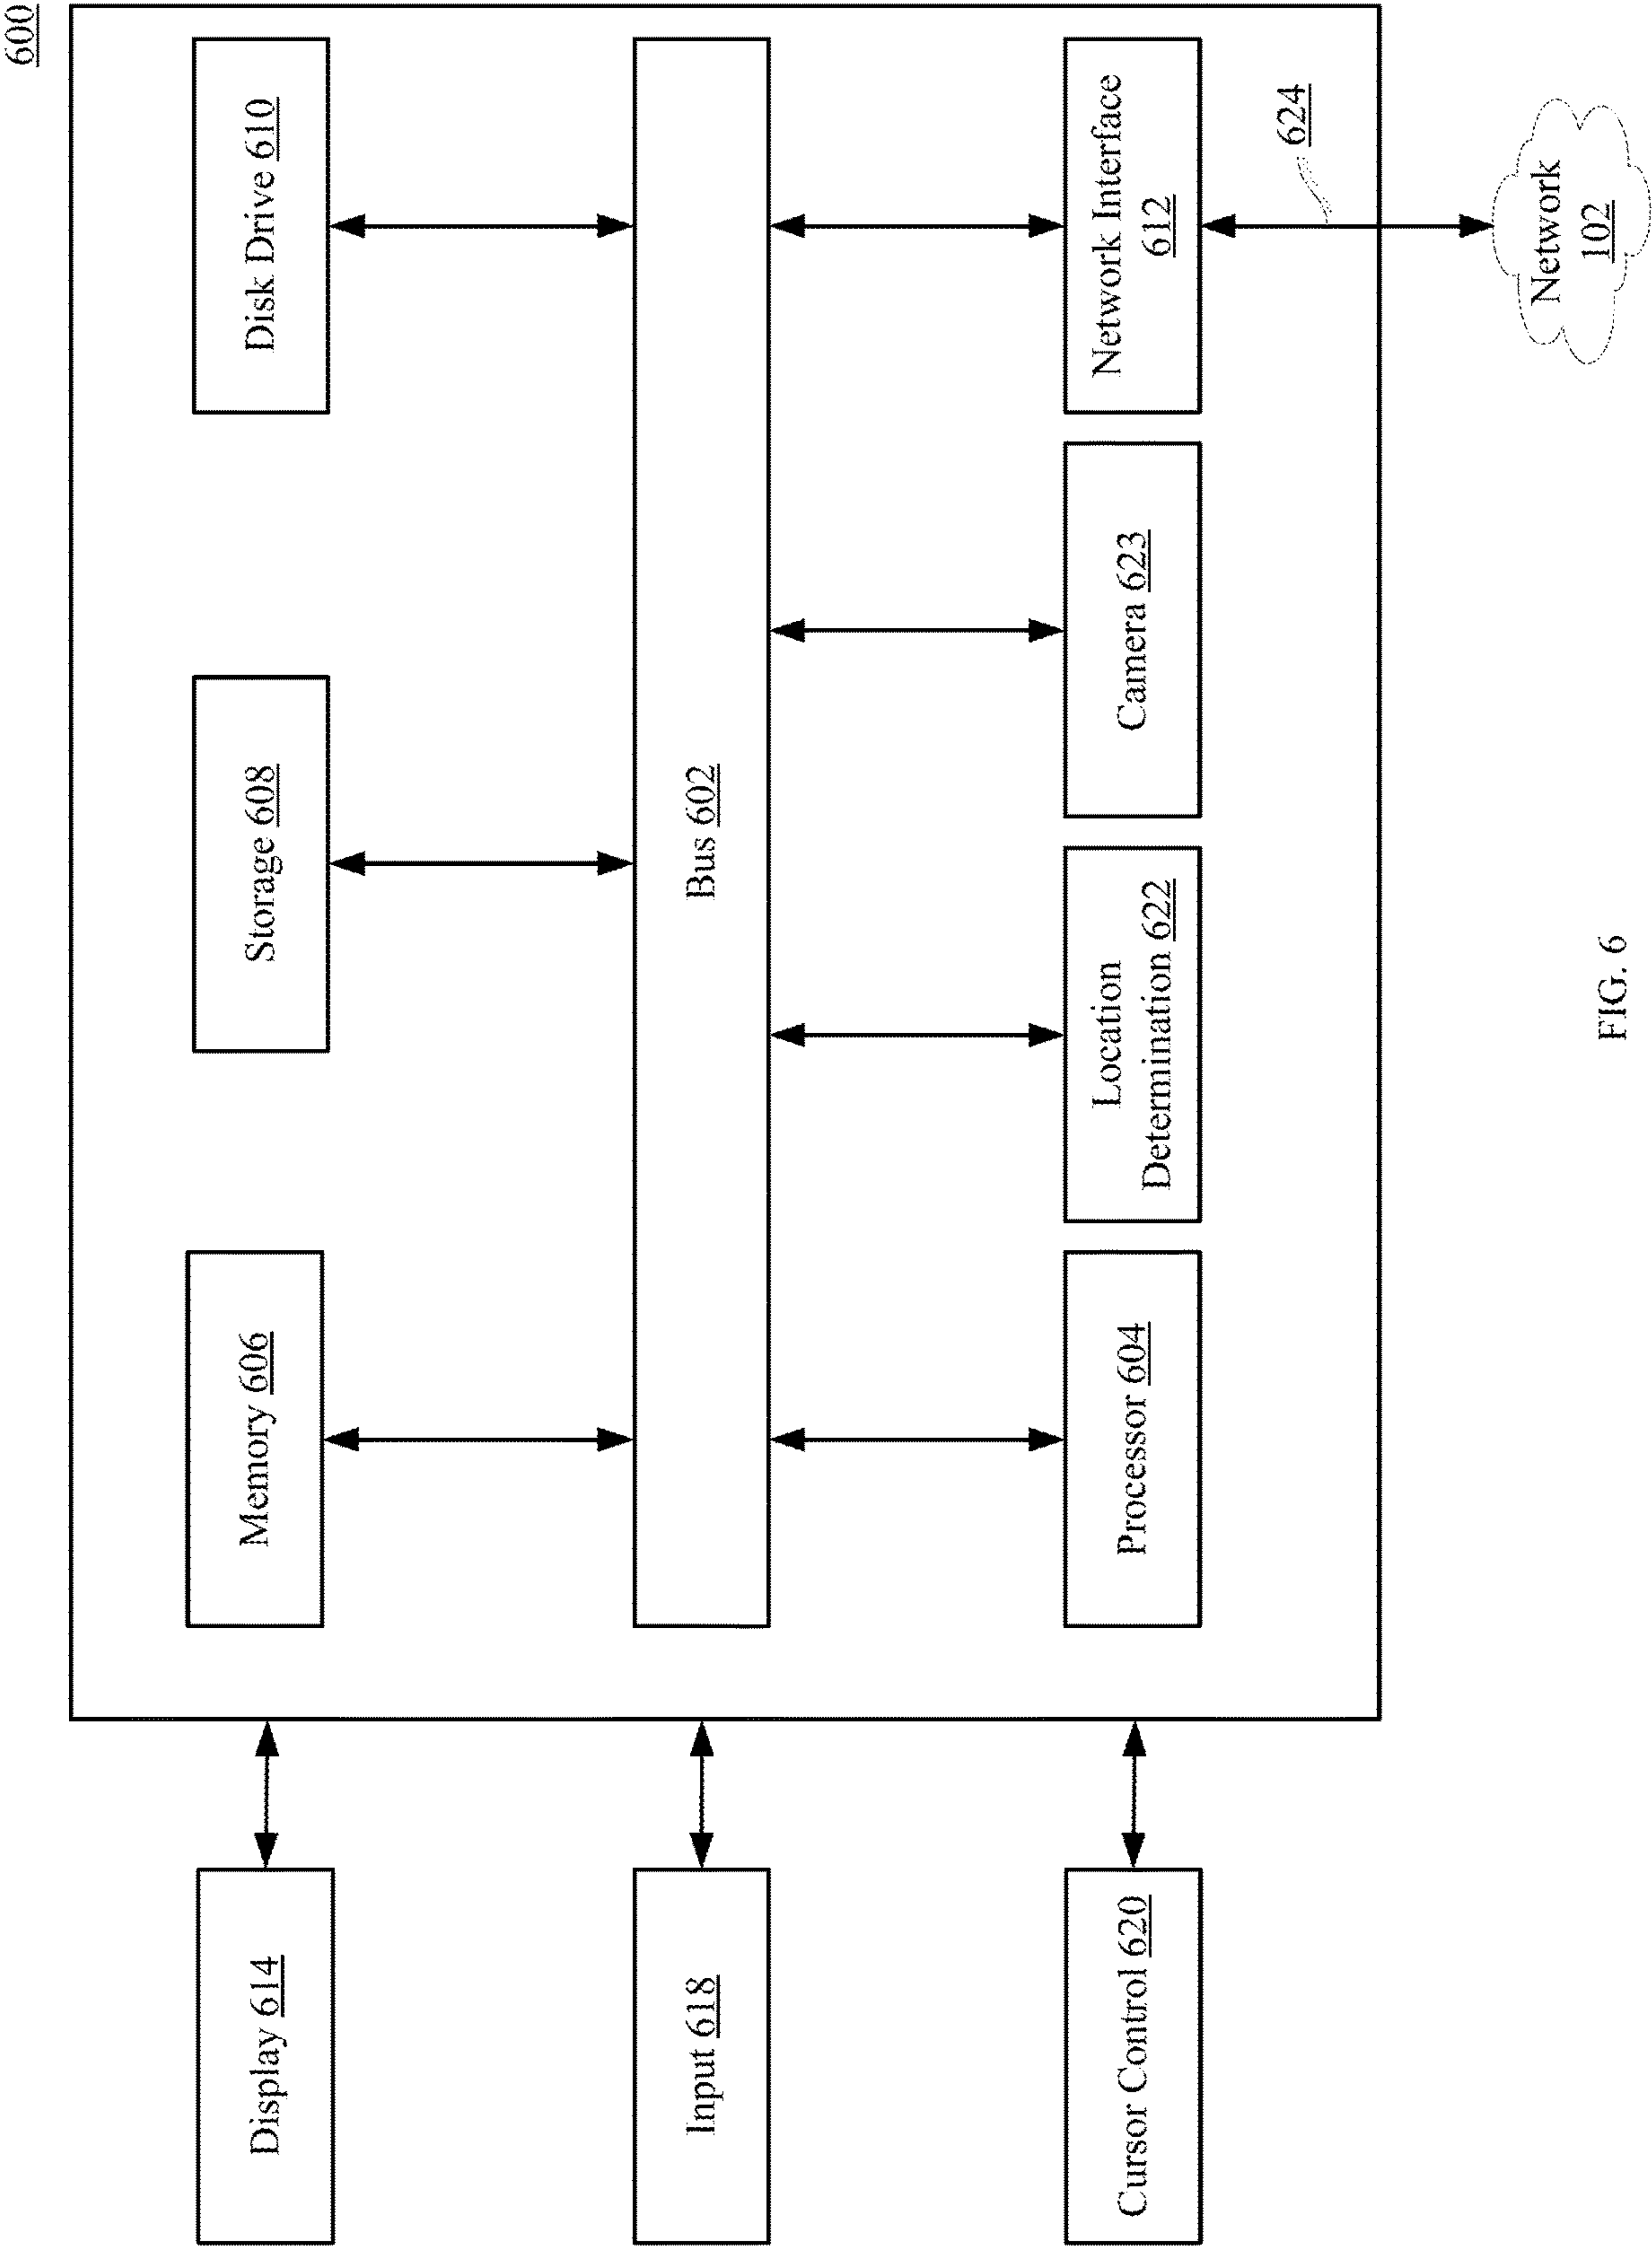 600
Memory 606
Storage 608
Disk Drive 610
Display 614
Input 618
Bus 602
Cursor Control 620
Processor 604
Location
Determination 622
Camera 623
Network Interface
612
624
Network
102
FIG. 6